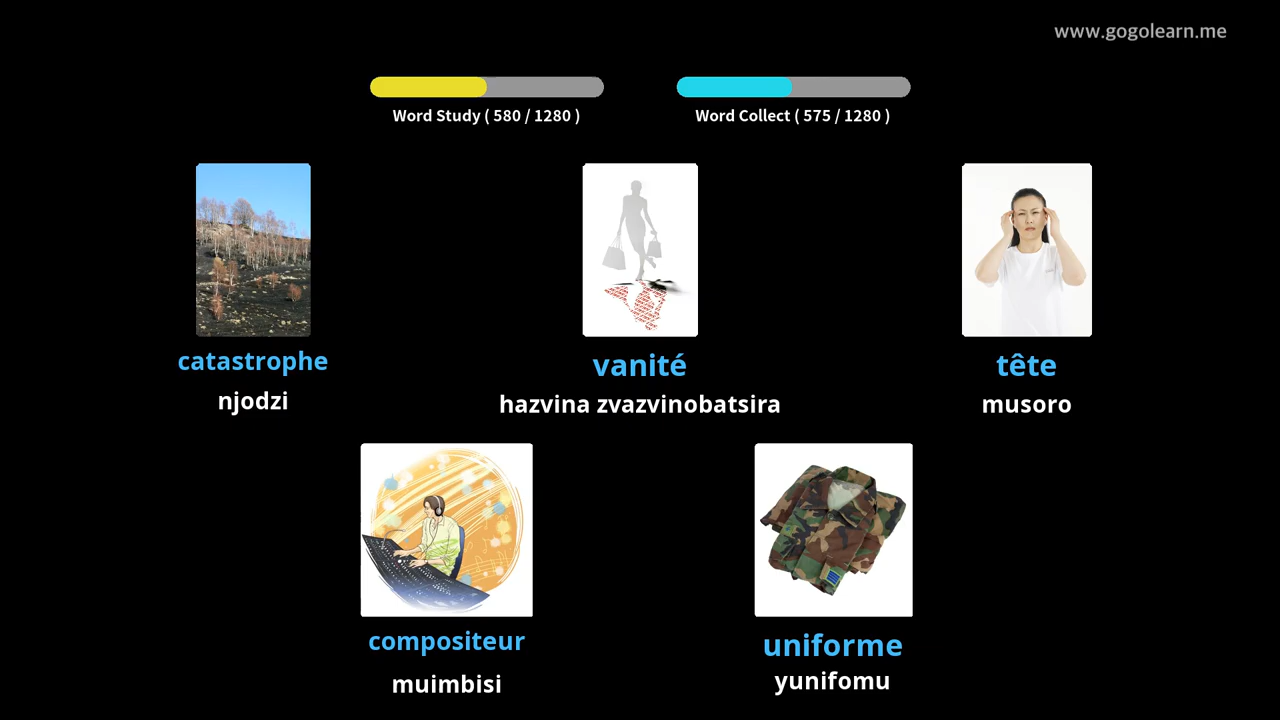 www.gogolearn.me
Word Study ( 580 / 1280 )
Word Collect ( 575 / 1280 )
catastrophe
njodzi
vanité
hazvina zvazvinobatsira
tête
musoro
compositeur
muimbisi
uniforme
yunifomu